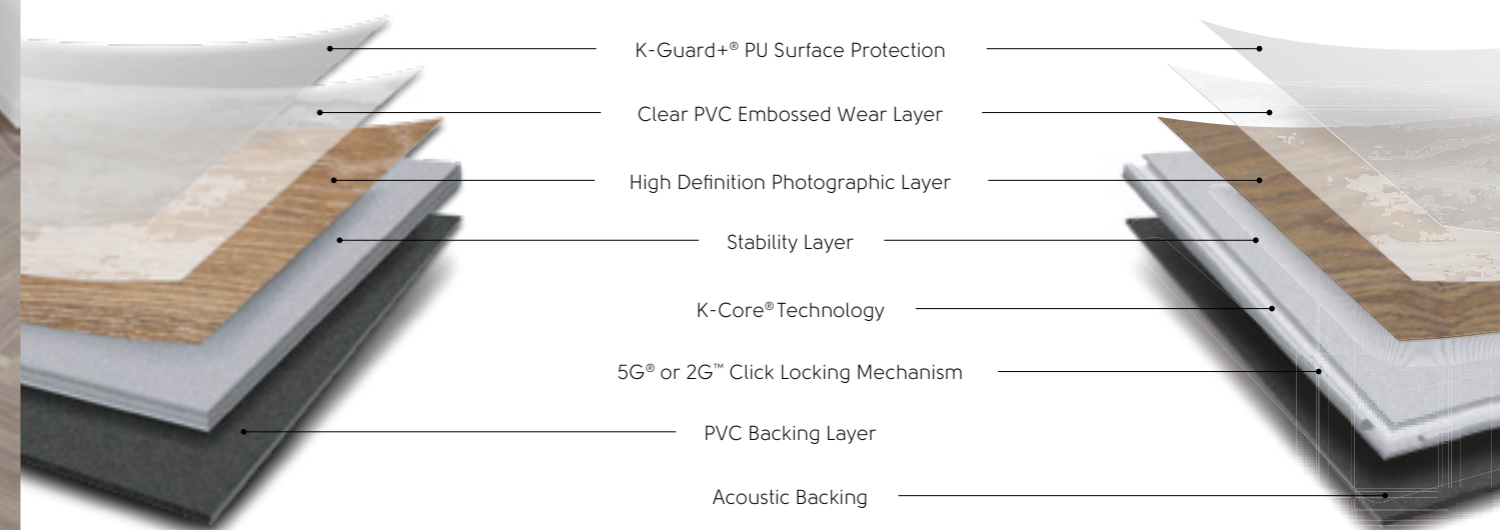 K-Guard+® PU Surface Protection
Clear PVC Embossed Wear Layer
High Definition Photographic Layer
Stability Layer
K-Core® Technology
5G® or 2G™ Click Locking Mechanism
PVC Backing Layer
Acoustic Backing